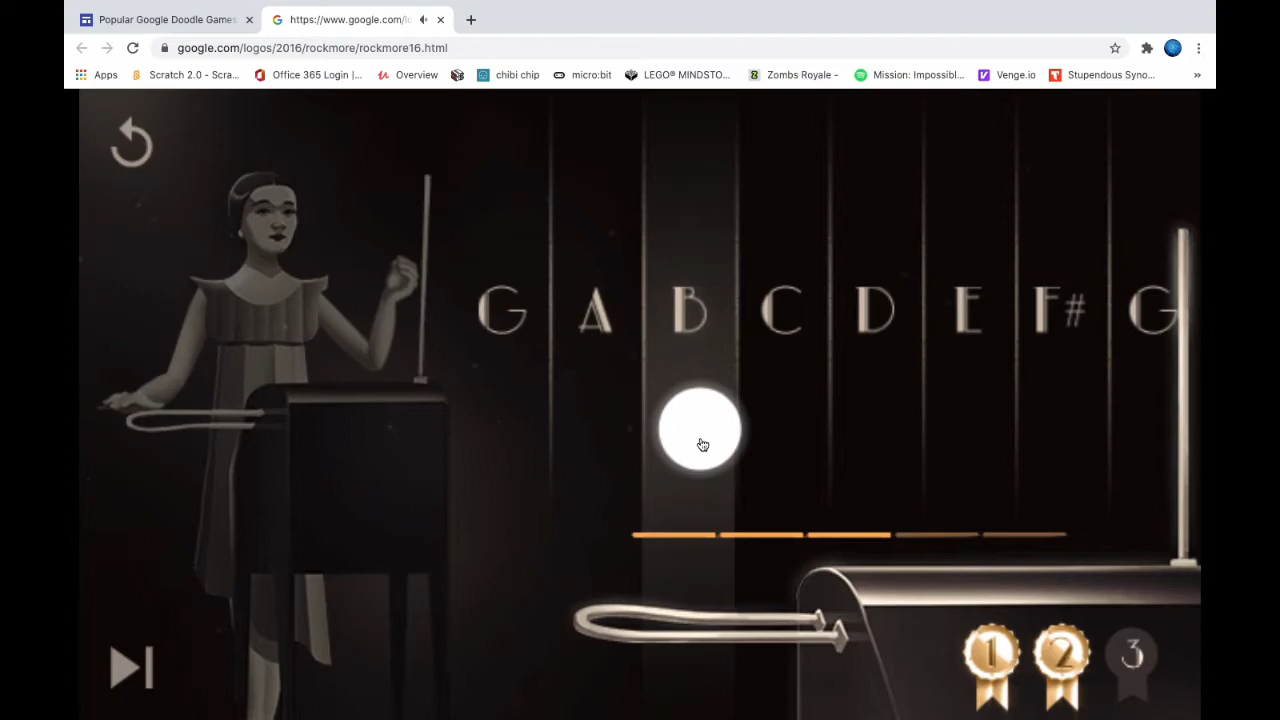 Popular Google Doodle Games
https://www.google.com/lo
google.com/logos/2016/rockmore/rockmore16.html
Apps Scratch 2.0 - Scra... Office 365 Login |... Overview chibi chip micro:bit LEGO® MINDSTO... Zombs Royale - Mission: Impossibl... Venge.io Stupendous Syno... »
G A B C D E F# G
1 2 3